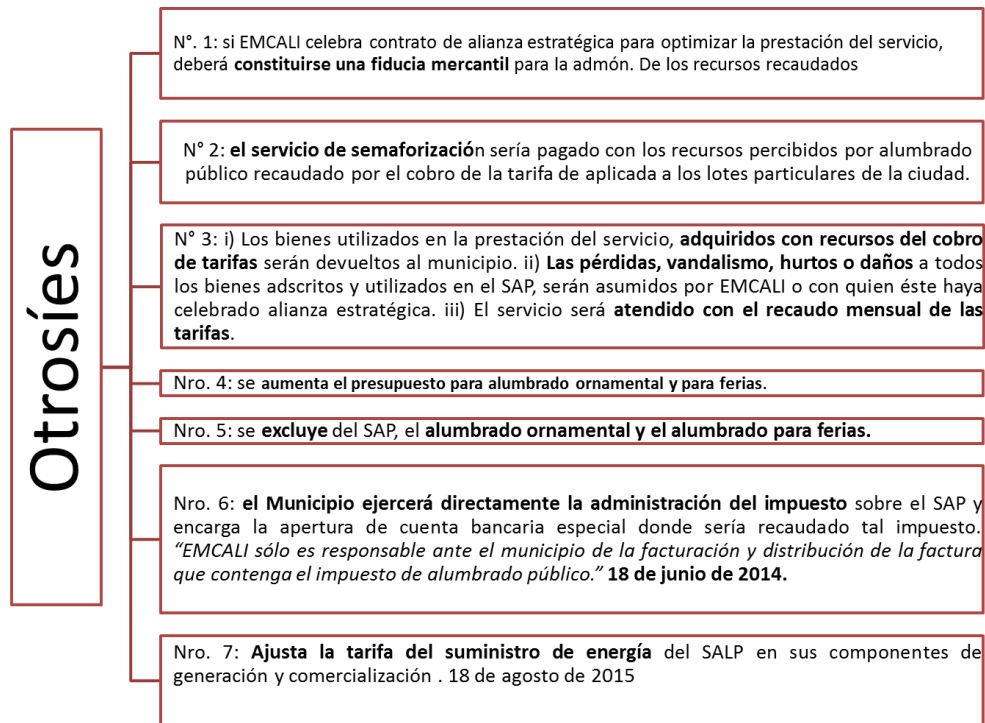 Otrosíes
N°. 1: si EMCALI celebra contrato de alianza estratégica para optimizar la prestación del servicio,
deberá constituirse una fiducia mercantil para la admón. De los recursos recaudados
N° 2: el servicio de semaforización sería pagado con los recursos percibidos por alumbrado
público recaudado por el cobro de la tarifa de aplicada a los lotes particulares de la ciudad.
N° 3: i) Los bienes utilizados en la prestación del servicio, adquiridos con recursos del cobro
de tarifas serán devueltos al municipio. ii) Las pérdidas, vandalismo, hurtos o daños a todos
los bienes adscritos y utilizados en el SAP, serán asumidos por EMCALI o con quien éste haya
celebrado alianza estratégica. iii) El servicio será atendido con el recaudo mensual de las
tarifas.
Nro. 4: se aumenta el presupuesto para alumbrado ornamental y para ferias.
Nro. 5: se excluye del SAP, el alumbrado ornamental y el alumbrado para ferias.
Nro. 6: el Municipio ejercerá directamente la administración del impuesto sobre el SAP y
encarga la apertura de cuenta bancaria especial donde sería recaudado tal impuesto.
“EMCALI sólo es responsable ante el municipio de la facturación y distribución de la factura
que contenga el impuesto de alumbrado público.” 18 de junio de 2014.
Nro. 7: Ajusta la tarifa del suministro de energía del SALP en sus componentes de
generación y comercialización . 18 de agosto de 2015